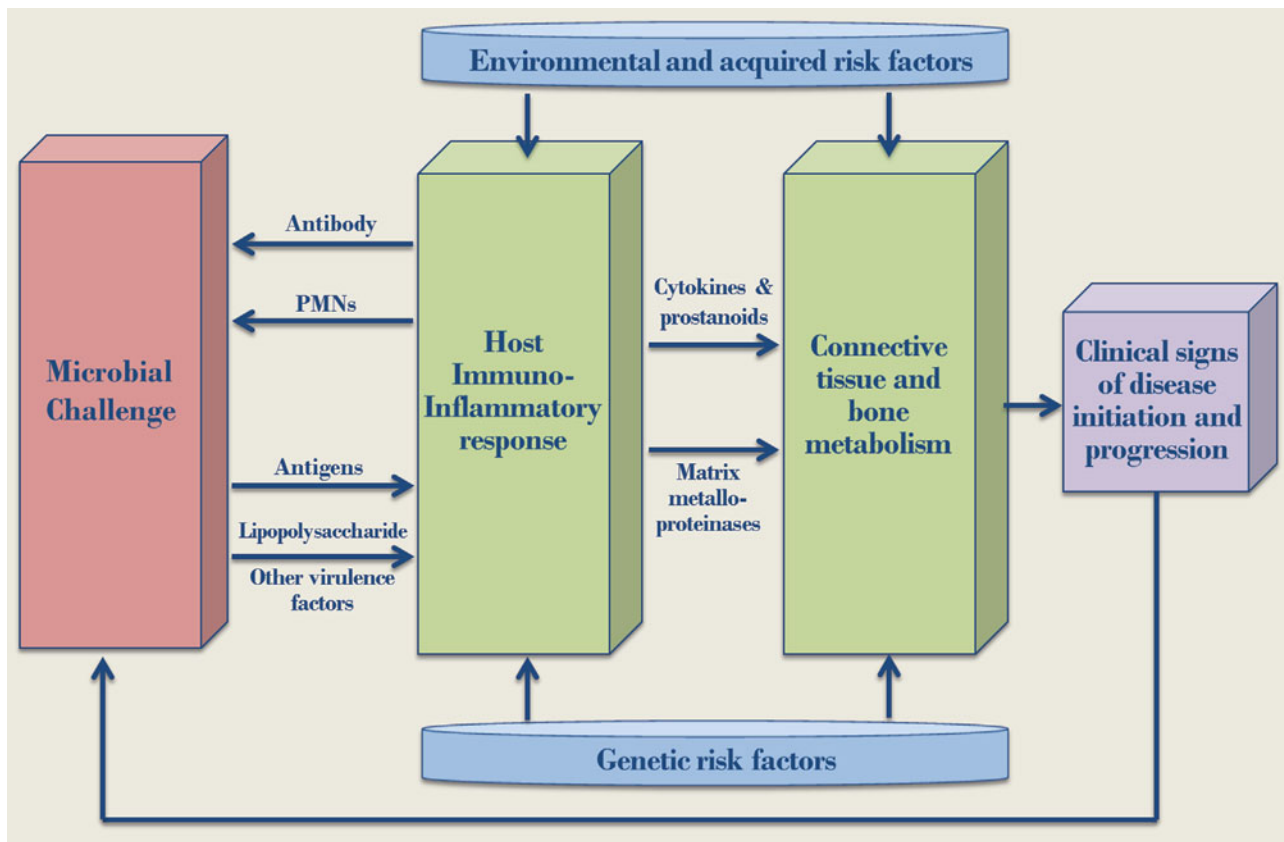 Environmental and acquired risk factors
Microbial
Challenge
Antibody
PMNs
Antigens
Lipopolysaccharide
Other virulence
factors
Host
Immuno-
Inflammatory
response
Cytokines &
prostanoids
Matrix
metallo-
proteinases
Connective
tissue and
bone
metabolism
Clinical signs
of disease
initiation and
progression
Genetic risk factors